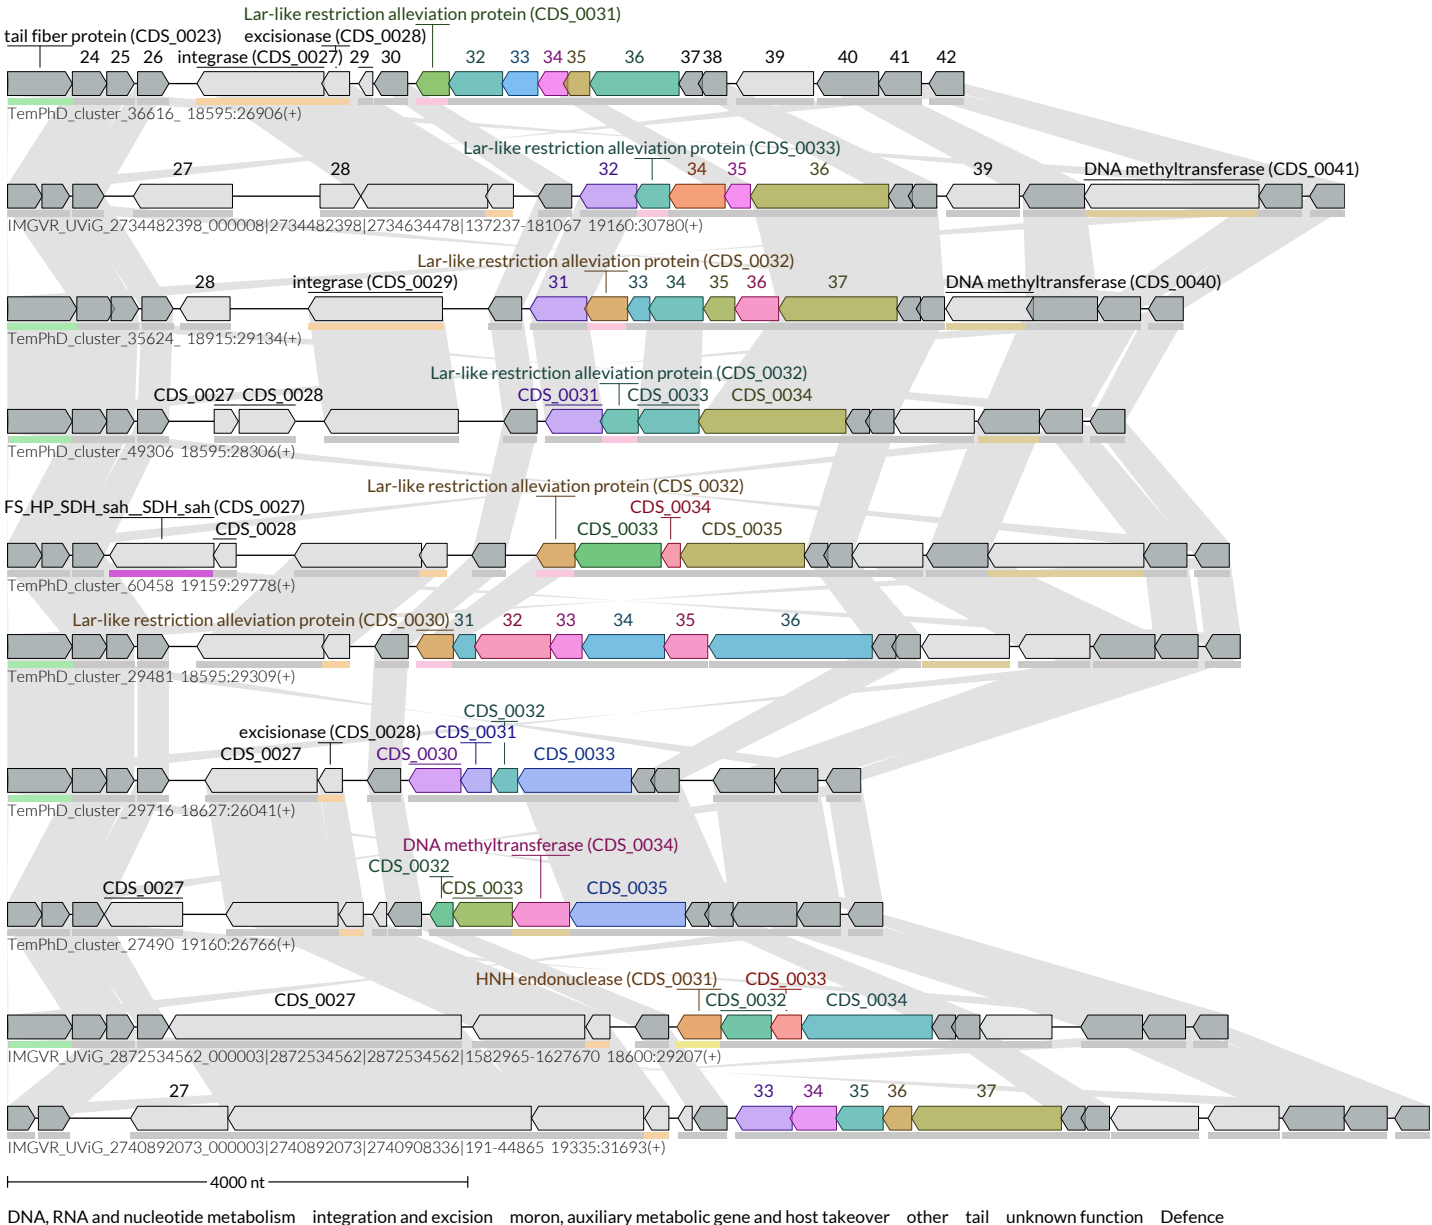 Lar-like restriction alleviation protein (CDS_0031)
tail fiber protein (CDS_0023) excisionase (CDS_0028)
24 25 26 integrase (CDS_0027) 29 30 32 33 34 35 36 37 38 39 40 41 42
TemPhD_cluster_36616_ 18595:26906(+)
Lar-like restriction alleviation protein (CDS_0033)
27 28 32 34 35 36 39 DNA methyltransferase (CDS_0041)
IMGVR_UViG_2734482398_000008|2734482398|2734634478|137237-181067 19160:30780(+)
Lar-like restriction alleviation protein (CDS_0032)
28 integrase (CDS_0029) 31 33 34 35 36 37 DNA methyltransferase (CDS_0040)
TemPhD_cluster_35624_ 18915:29134(+)
Lar-like restriction alleviation protein (CDS_0032)
CDS_0027 CDS_0028 CDS_0031 CDS_0033 CDS_0034
TemPhD_cluster_49306 18595:28306(+)
Lar-like restriction alleviation protein (CDS_0032)
FS_HP_SDH_sah__SDH_sah (CDS_0027) CDS_0034
CDS_0028 CDS_0033 CDS_0035
TemPhD_cluster_60458 19159:29778(+)
Lar-like restriction alleviation protein (CDS_0030) 31 32 33 34 35 36
TemPhD_cluster_29481 18595:29309(+)
CDS_0032
excisionase (CDS_0028) CDS_0031
CDS_0027 CDS_0030 CDS_0033
TemPhD_cluster_29716 18627:26041(+)
DNA methyltransferase (CDS_0034)
CDS_0032
CDS_0027 CDS_0033 CDS_0035
TemPhD_cluster_27490 19160:26766(+)
HNH endonuclease (CDS_0031) CDS_0033
CDS_0027 CDS_0032 CDS_0034
IMGVR_UViG_2872534562_000003|2872534562|2872534562|1582965-1627670 18600:29207(+)
27 33 34 35 36 37
IMGVR_UViG_2740892073_000003|2740892073|2740908336|191-44865 19335:31693(+)
4000 nt
DNA, RNA and nucleotide metabolism integration and excision moron, auxiliary metabolic gene and host takeover other tail unknown function Defence